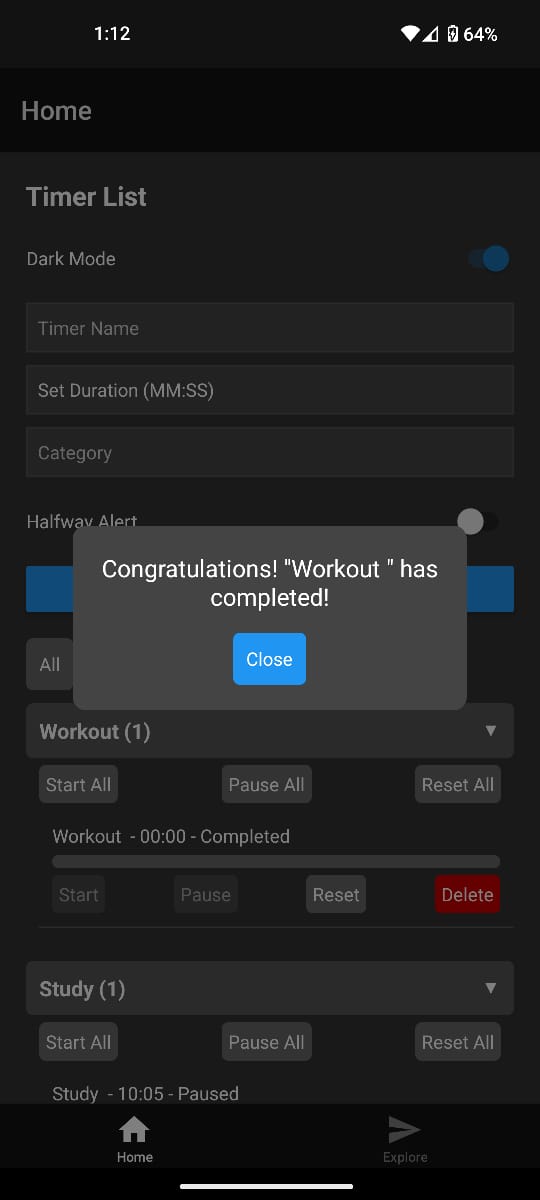 1:12
64%
Home
Timer List
Dark Mode
Timer Name
Set Duration (MM:SS)
Category
Halfway Alert
Congratulations! "Workout " has
completed!
Close
All
Workout (1)
▼
Start All
Pause All
Reset All
Workout  - 00:00 - Completed
Start
Pause
Reset
Delete
Study (1)
▼
Start All
Pause All
Reset All
Study  - 10:05 - Paused
Home
Explore